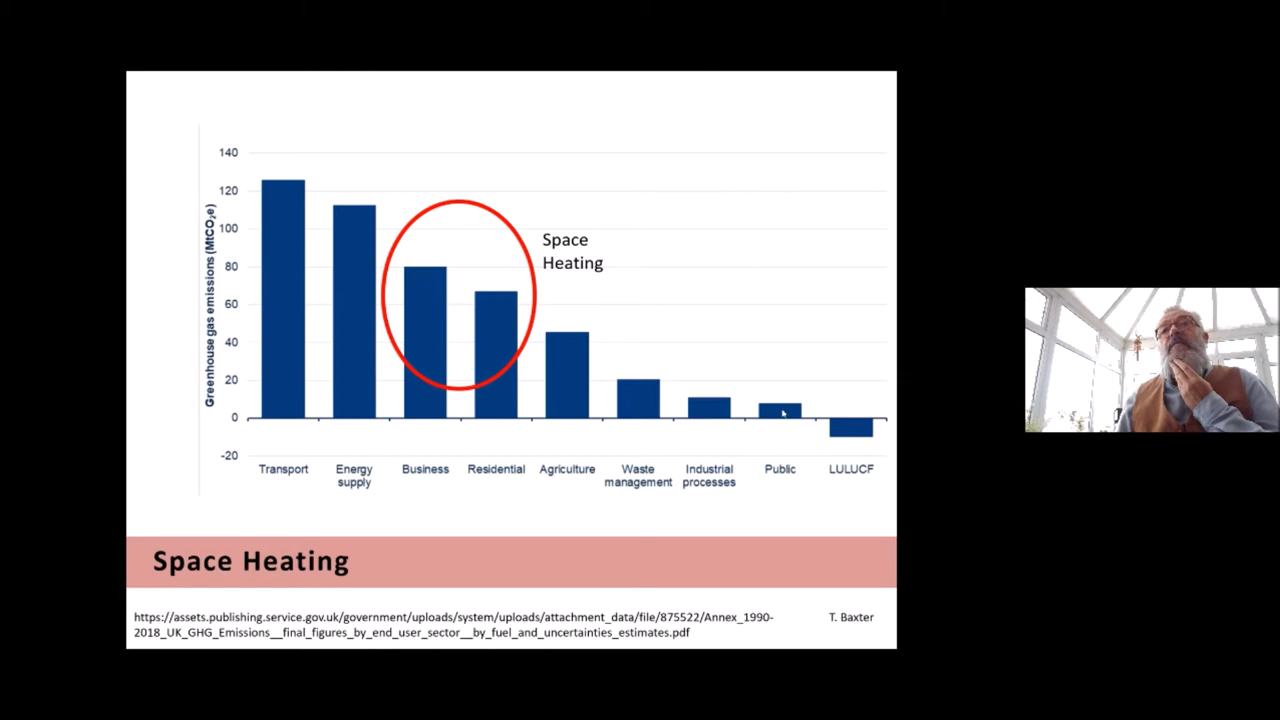 140
120
100
80
60
40
20
0
-20
Greenhouse gas emissions (MtCO₂e)
Space
Heating
Transport
Energy
supply
Business
Residential
Agriculture
Waste
management
Industrial
processes
Public
LULUCF
Space Heating
https://assets.publishing.service.gov.uk/government/uploads/system/uploads/attachment_data/file/875522/Annex_1990-
2018_UK_GHG_Emissions__final_figures_by_end_user_sector__by_fuel_and_uncertainties_estimates.pdf
T. Baxter